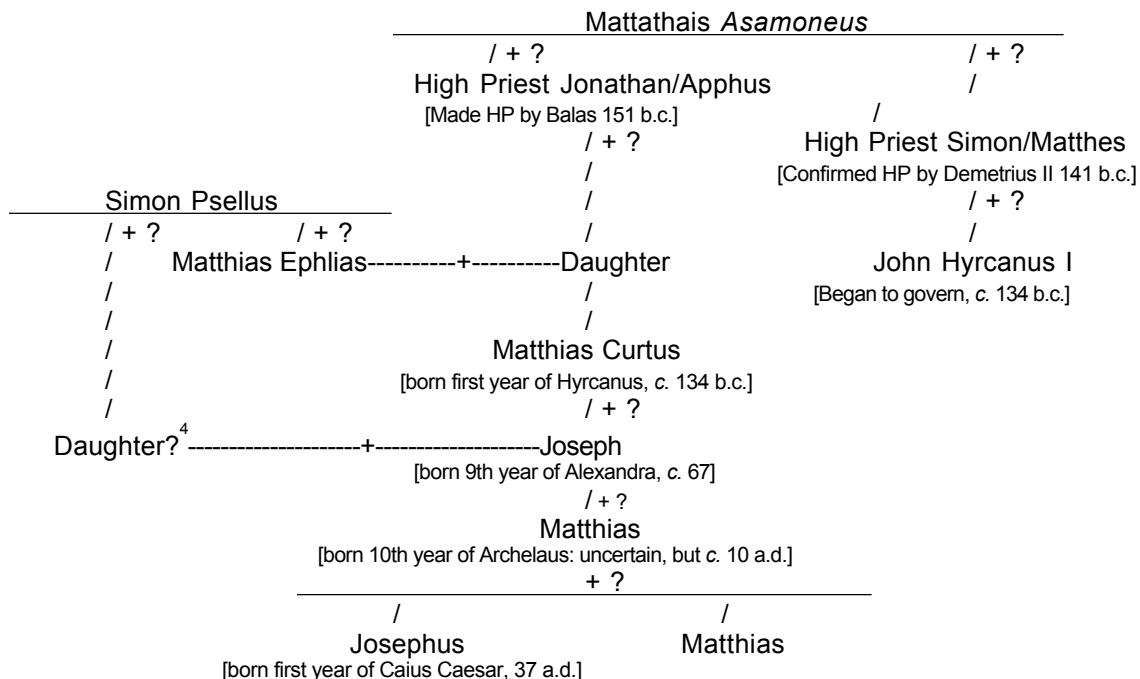 Mattathais Asamoneus
/ + ? / + ?
High Priest Jonathan/Apphus /
[Made HP by Balas 151 b.c.] /
/ + ? High Priest Simon/Matthes
/ [Confirmed HP by Demetrius II 141 b.c.]
Simon Psellus / / + ?
/ + ? / + ? / /
/ Matthias Ephlias----------+----------Daughter John Hyrcanus I
/ / [Began to govern, c. 134 b.c.]
/ /
/ Matthias Curtus
/ [born first year of Hyrcanus, c. 134 b.c.]
/ / + ?
Daughter?4--------------------+-------------------Joseph
[born 9th year of Alexandra, c. 67]
/ + ?
Matthias
[born 10th year of Archelaus: uncertain, but c. 10 a.d.]
+ ?
/ /
Josephus Matthias
[born first year of Caius Caesar, 37 a.d.]